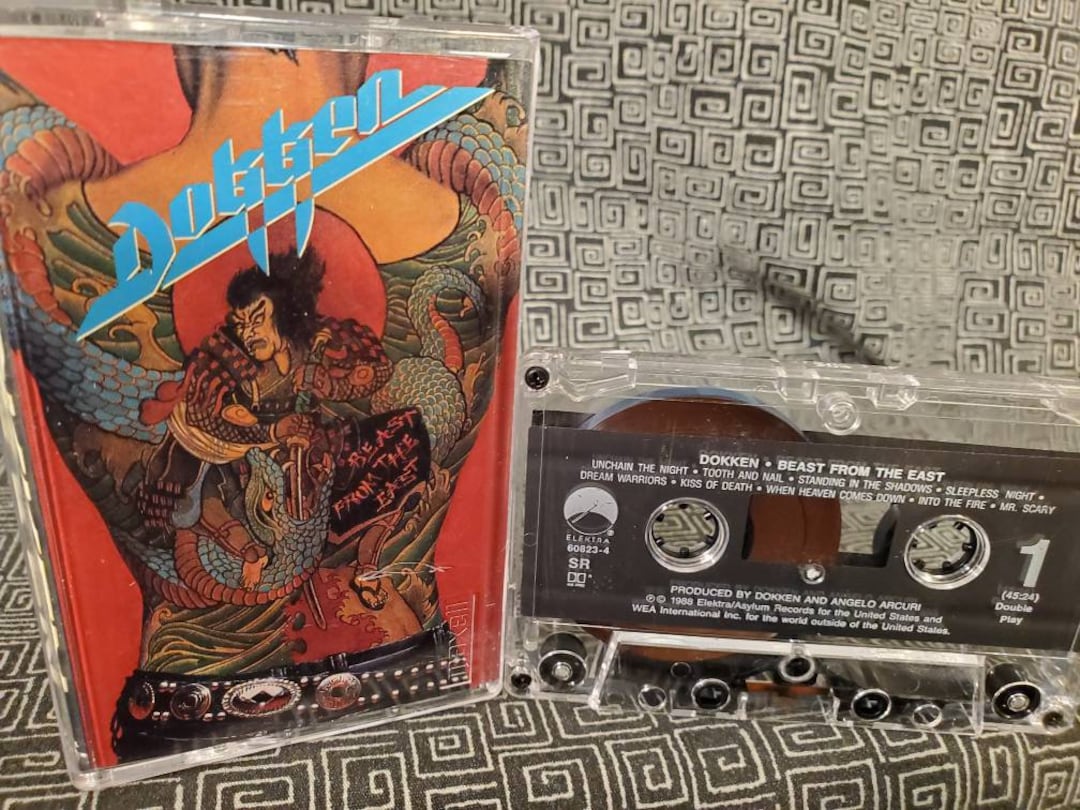 Dokken
BEAST
FROM THE
EAST
maxell
DOKKEN • BEAST FROM THE EAST
UNCHAIN THE NIGHT • TOOTH AND NAIL • STANDING IN THE SHADOWS • SLEEPLESS NIGHT •
DREAM WARRIORS • KISS OF DEATH • WHEN HEAVEN COMES DOWN • INTO THE FIRE • MR. SCARY
ELEKTRA
60823-4
SR
1
(45:24)
Double
Play
PRODUCED BY DOKKEN AND ANGELO ARCURI
℗© 1988 Elektra/Asylum Records for the United States and
WEA International Inc. for the world outside of the United States.